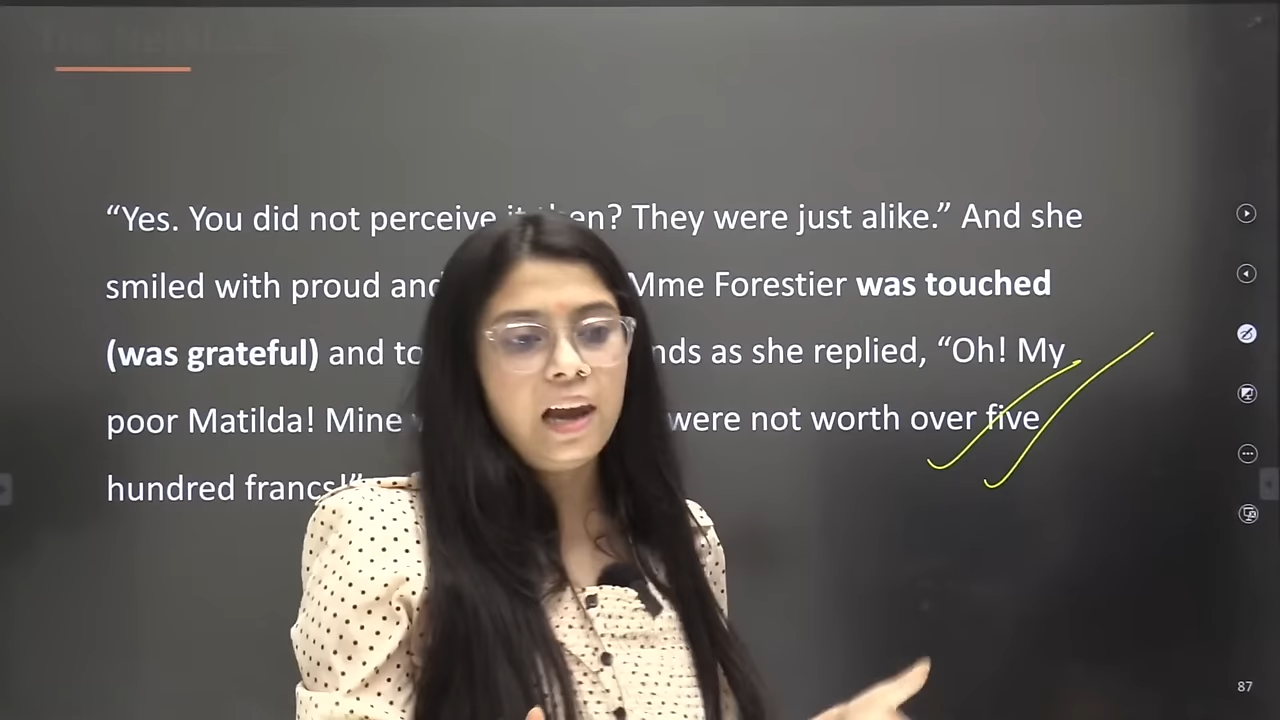 The Necklace
“Yes. You did not perceive it then? They were just alike.” And she
smiled with proud and Mme Forestier was touched
(was grateful) and nds as she replied, “Oh! My
poor Matilda! Mine were not worth over five
hundred francs!”
87